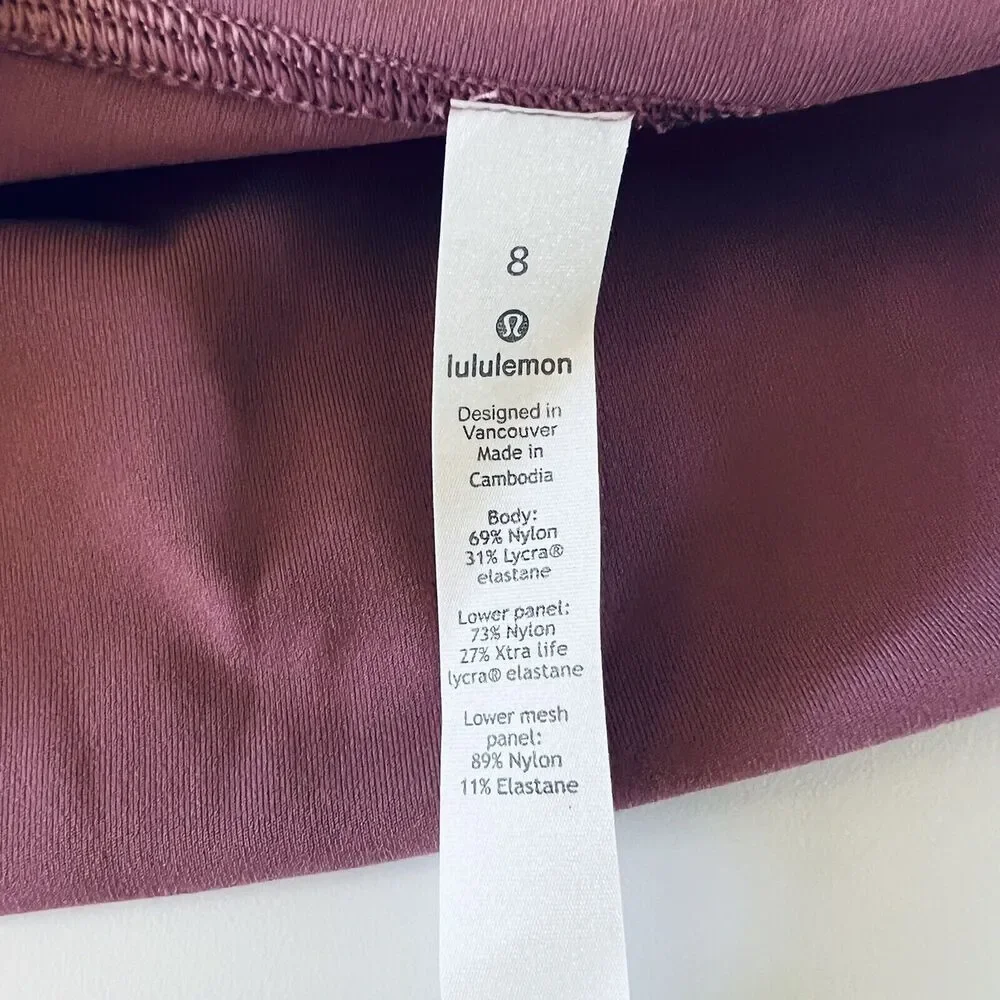 8
lululemon
Designed in
Vancouver
Made in
Cambodia
Body:
69% Nylon
31% Lycra®
elastane
Lower panel:
73% Nylon
27% Xtra life
lycra® elastane
Lower mesh
panel:
89% Nylon
11% Elastane